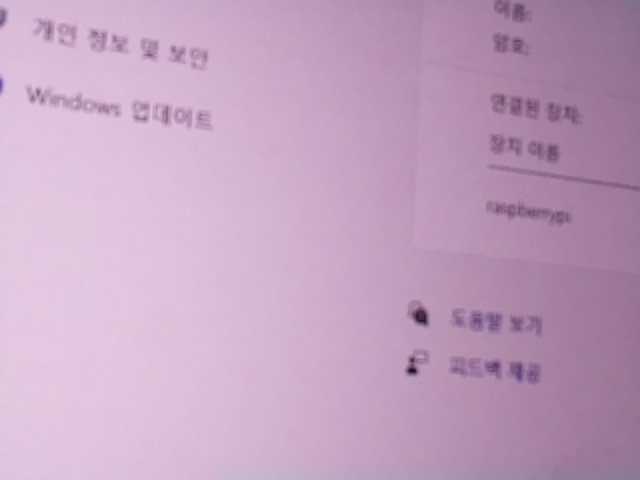 개인 정보 및 보안
Windows 업데이트
이름:
암호:
연결된 장치:
장치 이름
raspberrypi
도움말 보기
피드백 제공